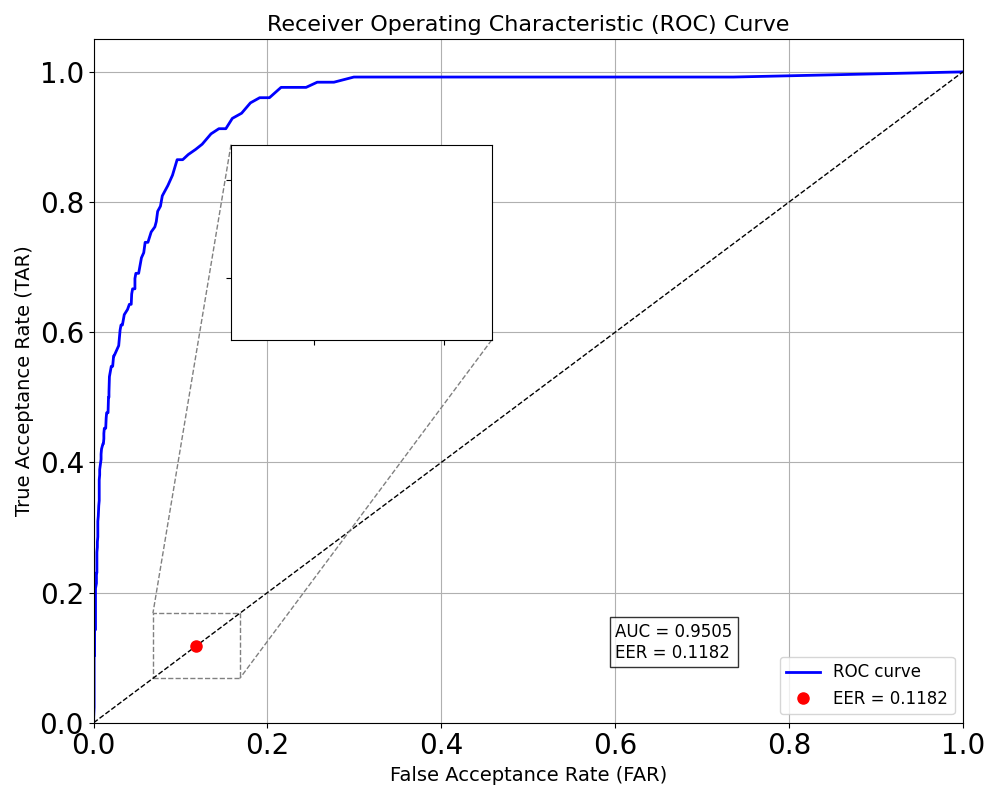 Receiver Operating Characteristic (ROC) Curve
True Acceptance Rate (TAR)
1.0
0.8
0.6
0.4
0.2
0.0
AUC = 0.9505
EER = 0.1182
ROC curve
EER = 0.1182
0.0 0.2 0.4 0.6 0.8 1.0
False Acceptance Rate (FAR)